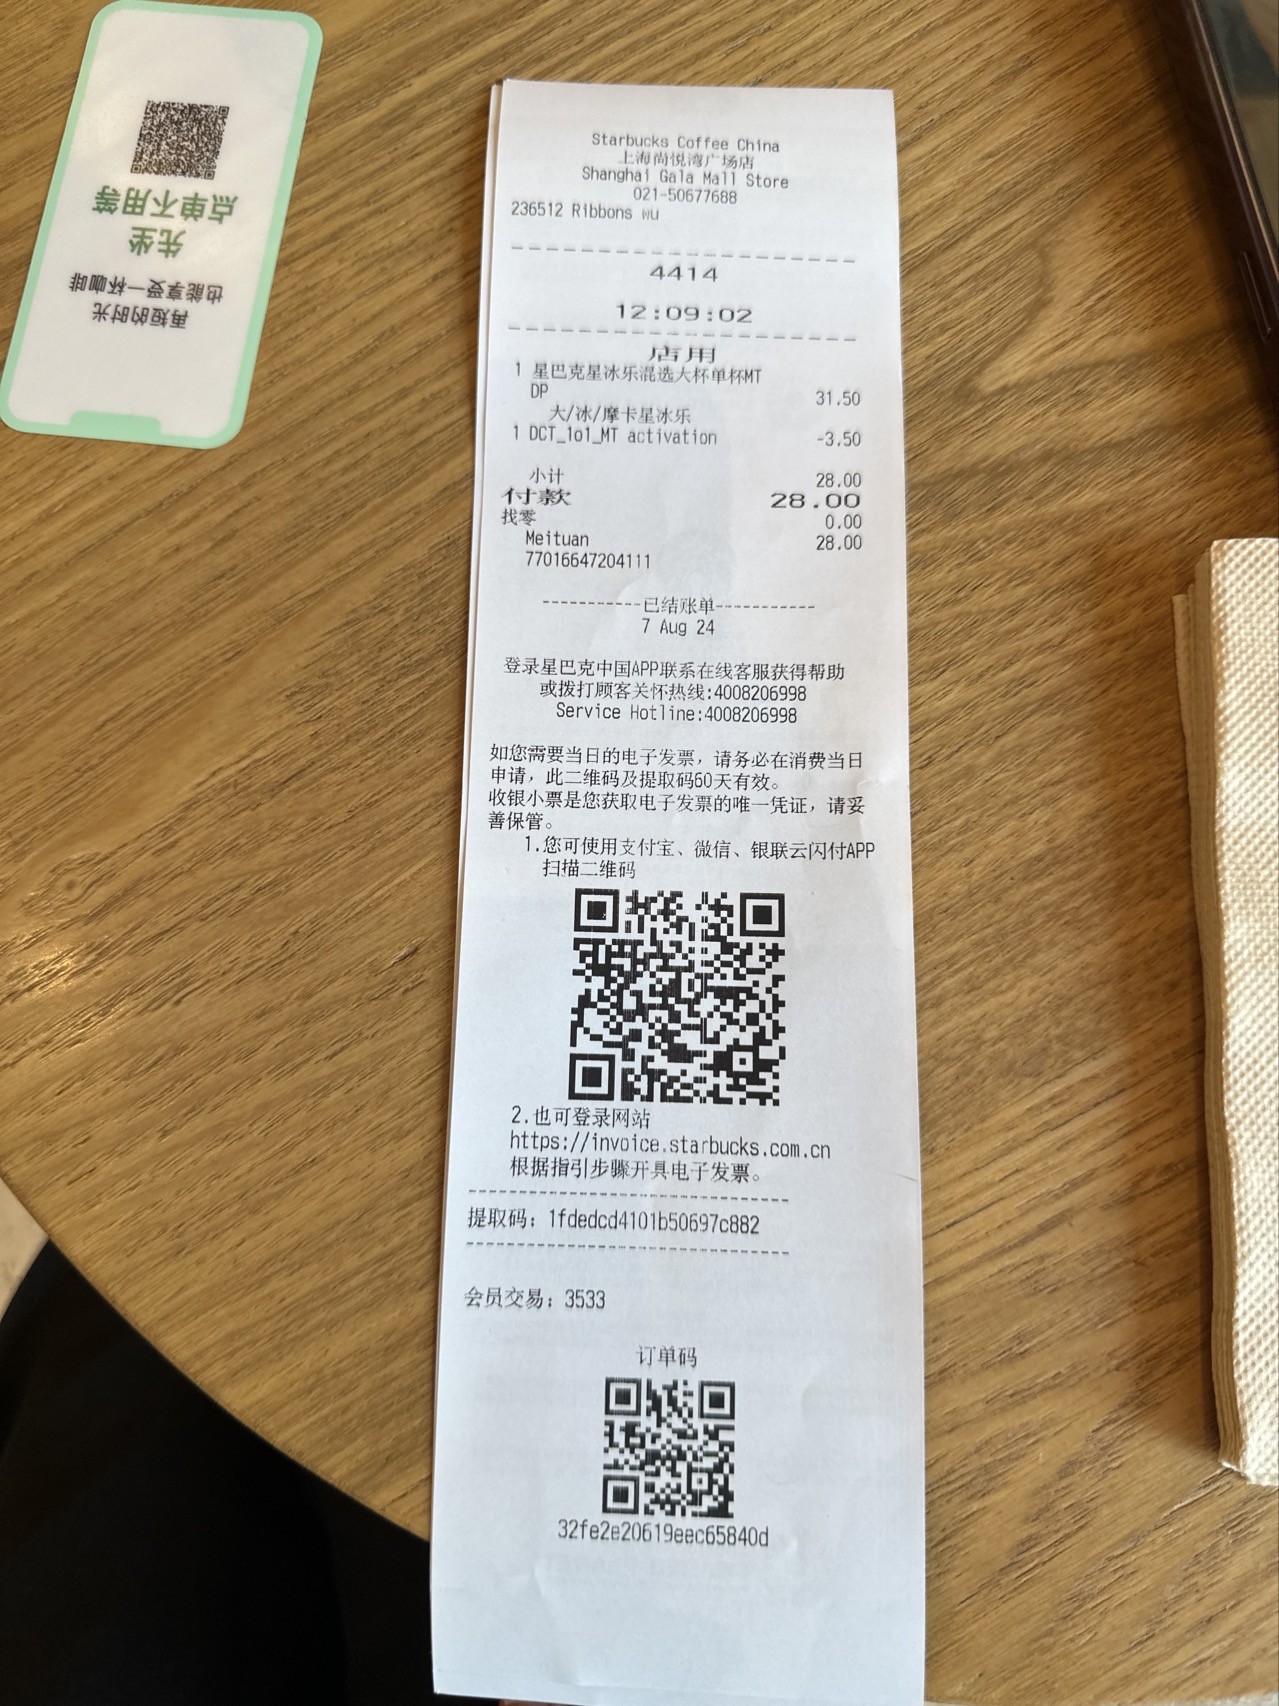 Starbucks Coffee China
上海尚悦湾广场店
Shanghai Gala Mall Store
021-50677688
236512 Ribbons wu
4414
12:09:02
店用
1 星巴克星冰乐混选大杯单杯MT
DP 31.50
大/冰/摩卡星冰乐
1 DCT_1o1_MT activation -3.50
小计 28.00
付款 28.00
找零 0.00
Meituan 28.00
77016647204111
-----------已结账单-----------
7 Aug 24
登录星巴克中国APP联系在线客服获得帮助
或拨打顾客关怀热线:4008206998
Service Hotline:4008206998
如您需要当日的电子发票，请务必在消费当日
申请，此二维码及提取码60天有效。
收银小票是您获取电子发票的唯一凭证，请妥
善保管。
1.您可使用支付宝、微信、银联云闪付APP
扫描二维码
2.也可登录网站
https://invoice.starbucks.com.cn
根据指引步骤开具电子发票。
提取码：1fdedcd4101b50697c882
会员交易：3533
订单码
32fe2e20619eec65840d
再短的时光
也能享受一杯咖啡
先坐
点单不用等